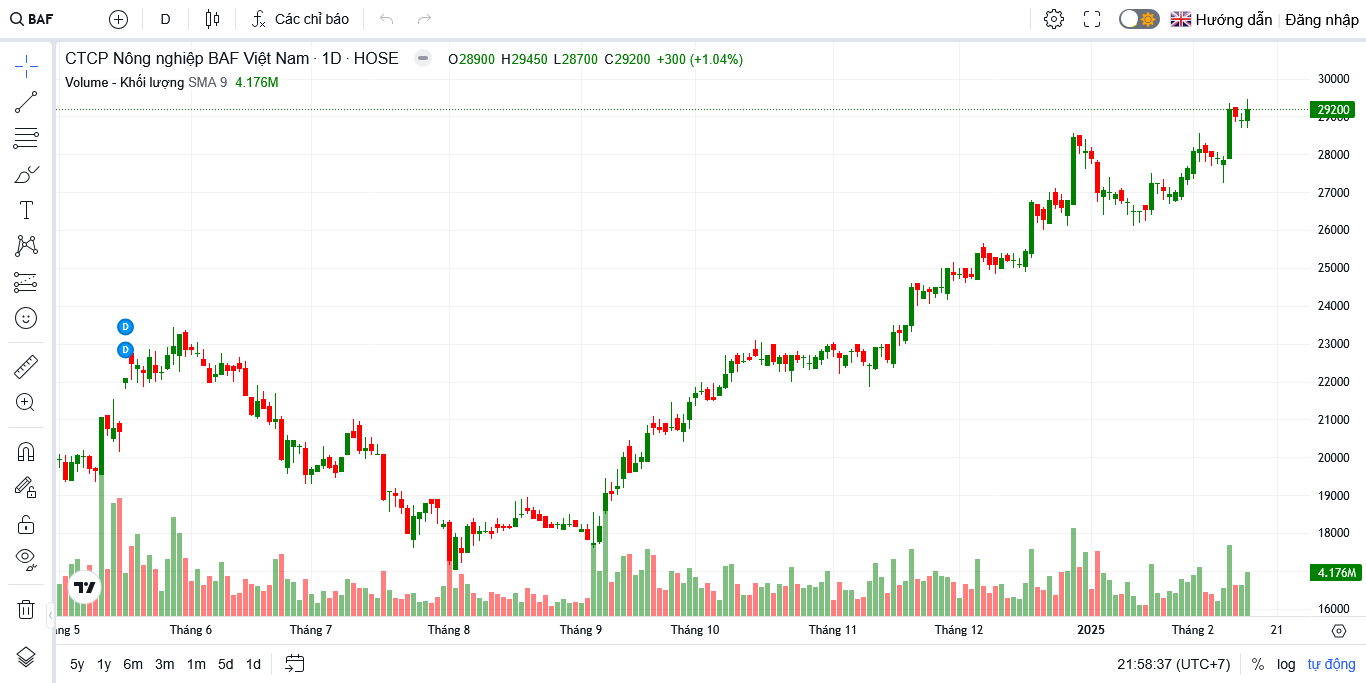 BAF D Các chỉ báo Hướng dẫn Đăng nhập
CTCP Nông nghiệp BAF Việt Nam · 1D · HOSE O28900 H29450 L28700 C29200 +300 (+1.04%)
Volume - Khối lượng SMA 9 4.176M
30000
29200
29000
28000
27000
26000
25000
24000
D
23000
D
22000
21000
20000
19000
18000
4.176M
16000
ng 5 Tháng 6 Tháng 7 Tháng 8 Tháng 9 Tháng 10 Tháng 11 Tháng 12 2025 Tháng 2 21
5y 1y 6m 3m 1m 5d 1d 21:58:37 (UTC+7) % log tự động